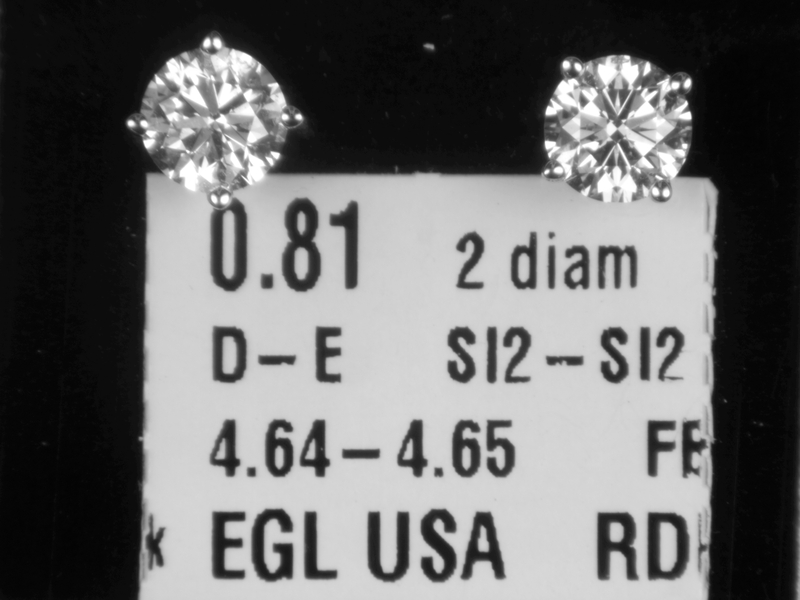 0.81 2 diam
D–E SI2–SI2
4.64–4.65
k EGL USA RD